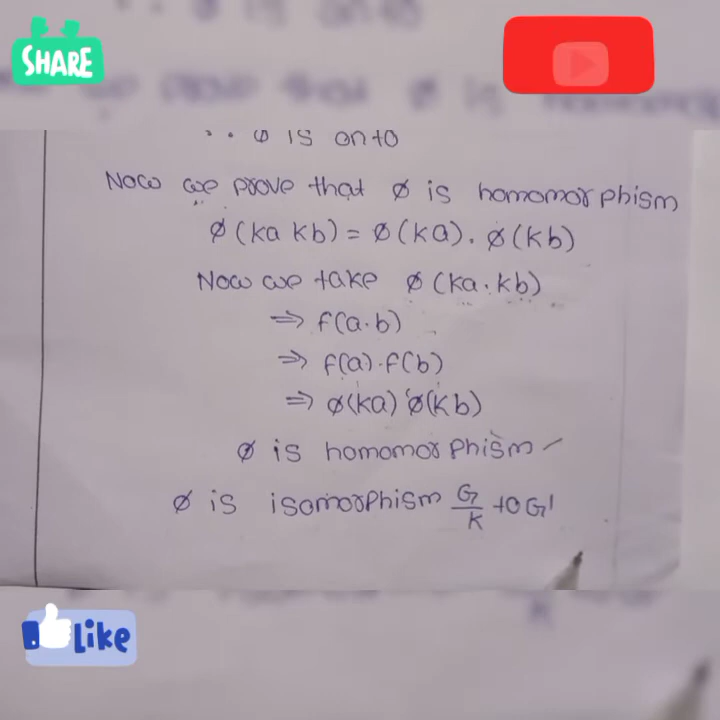 SHARE
∴ ø is onto
Now we prove that ø is homomorphism
ø (ka kb) = ø (ka) . ø (kb)
Now we take ø (ka . kb)
⇒ f(a.b)
⇒ f(a).f(b)
⇒ ø(ka) ø(kb)
ø is homomorphism
ø is isomorphism G/K to G'
Like